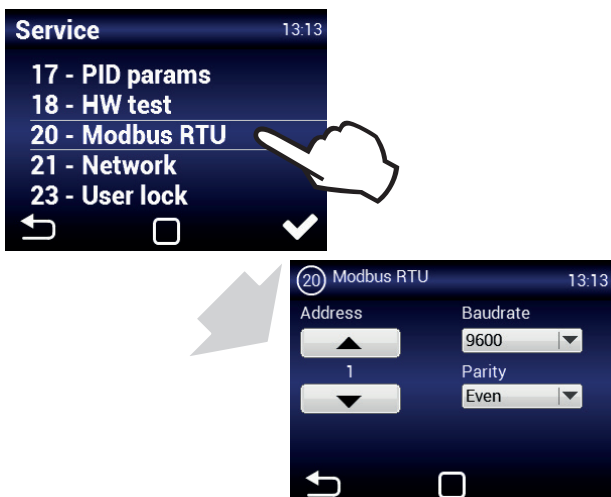 Service 13:13
17 - PID params
18 - HW test
20 - Modbus RTU
21 - Network
23 - User lock
20 Modbus RTU 13:13
Address Baudrate
9600
1 Parity
Even